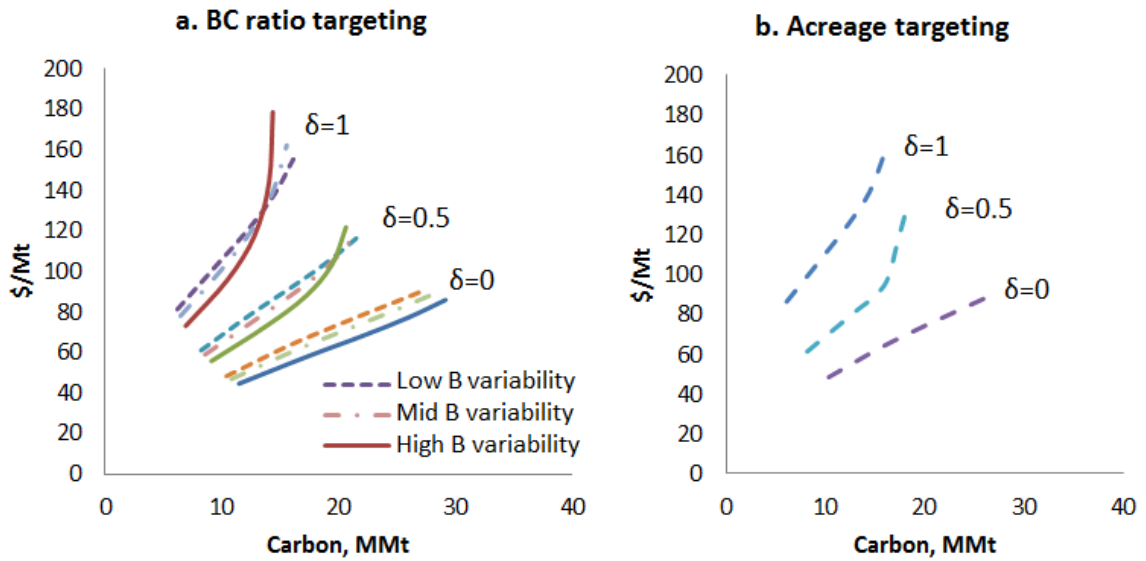 a. BC ratio targeting
200
180
160
140
120
100
80
60
40
20
0
$/Mt
δ=1
δ=0.5
δ=0
Low B variability
Mid B variability
High B variability
0 10 20 30 40
Carbon, MMt
b. Acreage targeting
200
180
160
140
120
100
80
60
40
20
0
$/Mt
δ=1
δ=0.5
δ=0
0 10 20 30 40
Carbon, MMt